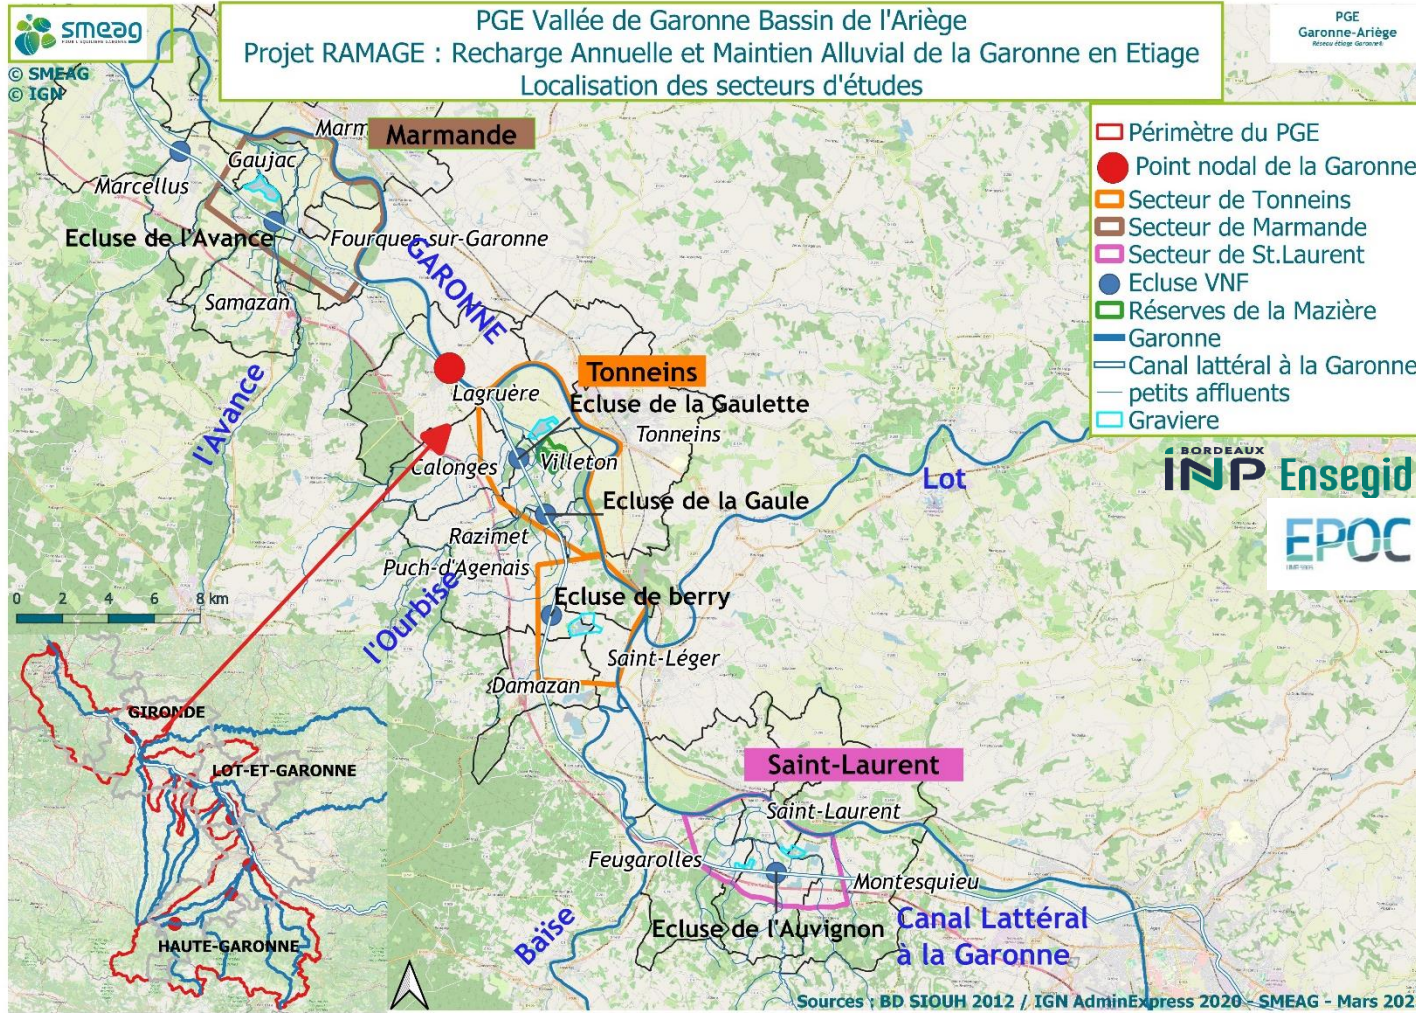 smeag
© SMEAG
© IGN
PGE Vallée de Garonne Bassin de l'Ariège
Projet RAMAGE : Recharge Annuelle et Maintien Alluvial de la Garonne en Etiage
Localisation des secteurs d'études
PGE
Garonne-Ariège
Réseau étiage Garonne®
Périmètre du PGE
Point nodal de la Garonne
Secteur de Tonneins
Secteur de Marmande
Secteur de St.Laurent
Ecluse VNF
Réserves de la Mazière
Garonne
Canal lattéral à la Garonne
petits affluents
Graviere
Marmande
Gaujac
Marcellus
Ecluse de l'Avance
Fourques-sur-Garonne
GARONNE
Samazan
l'Avance
Tonneins
Lagruère
Ecluse de la Gaulette
Tonneins
Calonges
Villeton
Lot
Ecluse de la Gaule
Razimet
Puch-d'Agenais
l'Ourbise
Ecluse de berry
Saint-Léger
Damazan
BORDEAUX
INP Ensegid
EPOC
0 2 4 6 8 km
GIRONDE
LOT-ET-GARONNE
HAUTE-GARONNE
Saint-Laurent
Saint-Laurent
Feugarolles
Montesquieu
Ecluse de l'Auvignon
Baïse
Canal Lattéral
à la Garonne
Sources : BD SIOUH 2012 / IGN AdminExpress 2020 - SMEAG - Mars 202